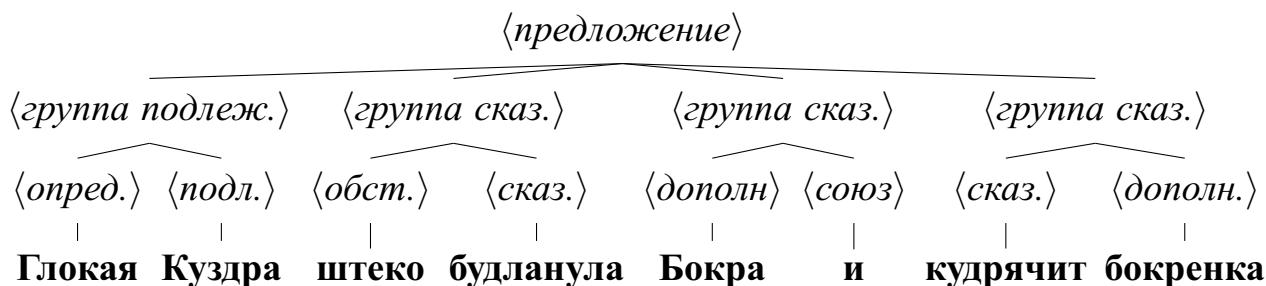 ⟨предложение⟩
⟨группа подлеж.⟩ ⟨группа сказ.⟩ ⟨группа сказ.⟩ ⟨группа сказ.⟩
⟨опред.⟩ ⟨подл.⟩ ⟨обст.⟩ ⟨сказ.⟩ ⟨дополн⟩ ⟨союз⟩ ⟨сказ.⟩ ⟨дополн.⟩
Глокая Куздра штеко будланула Бокра и кудрячит бокренка